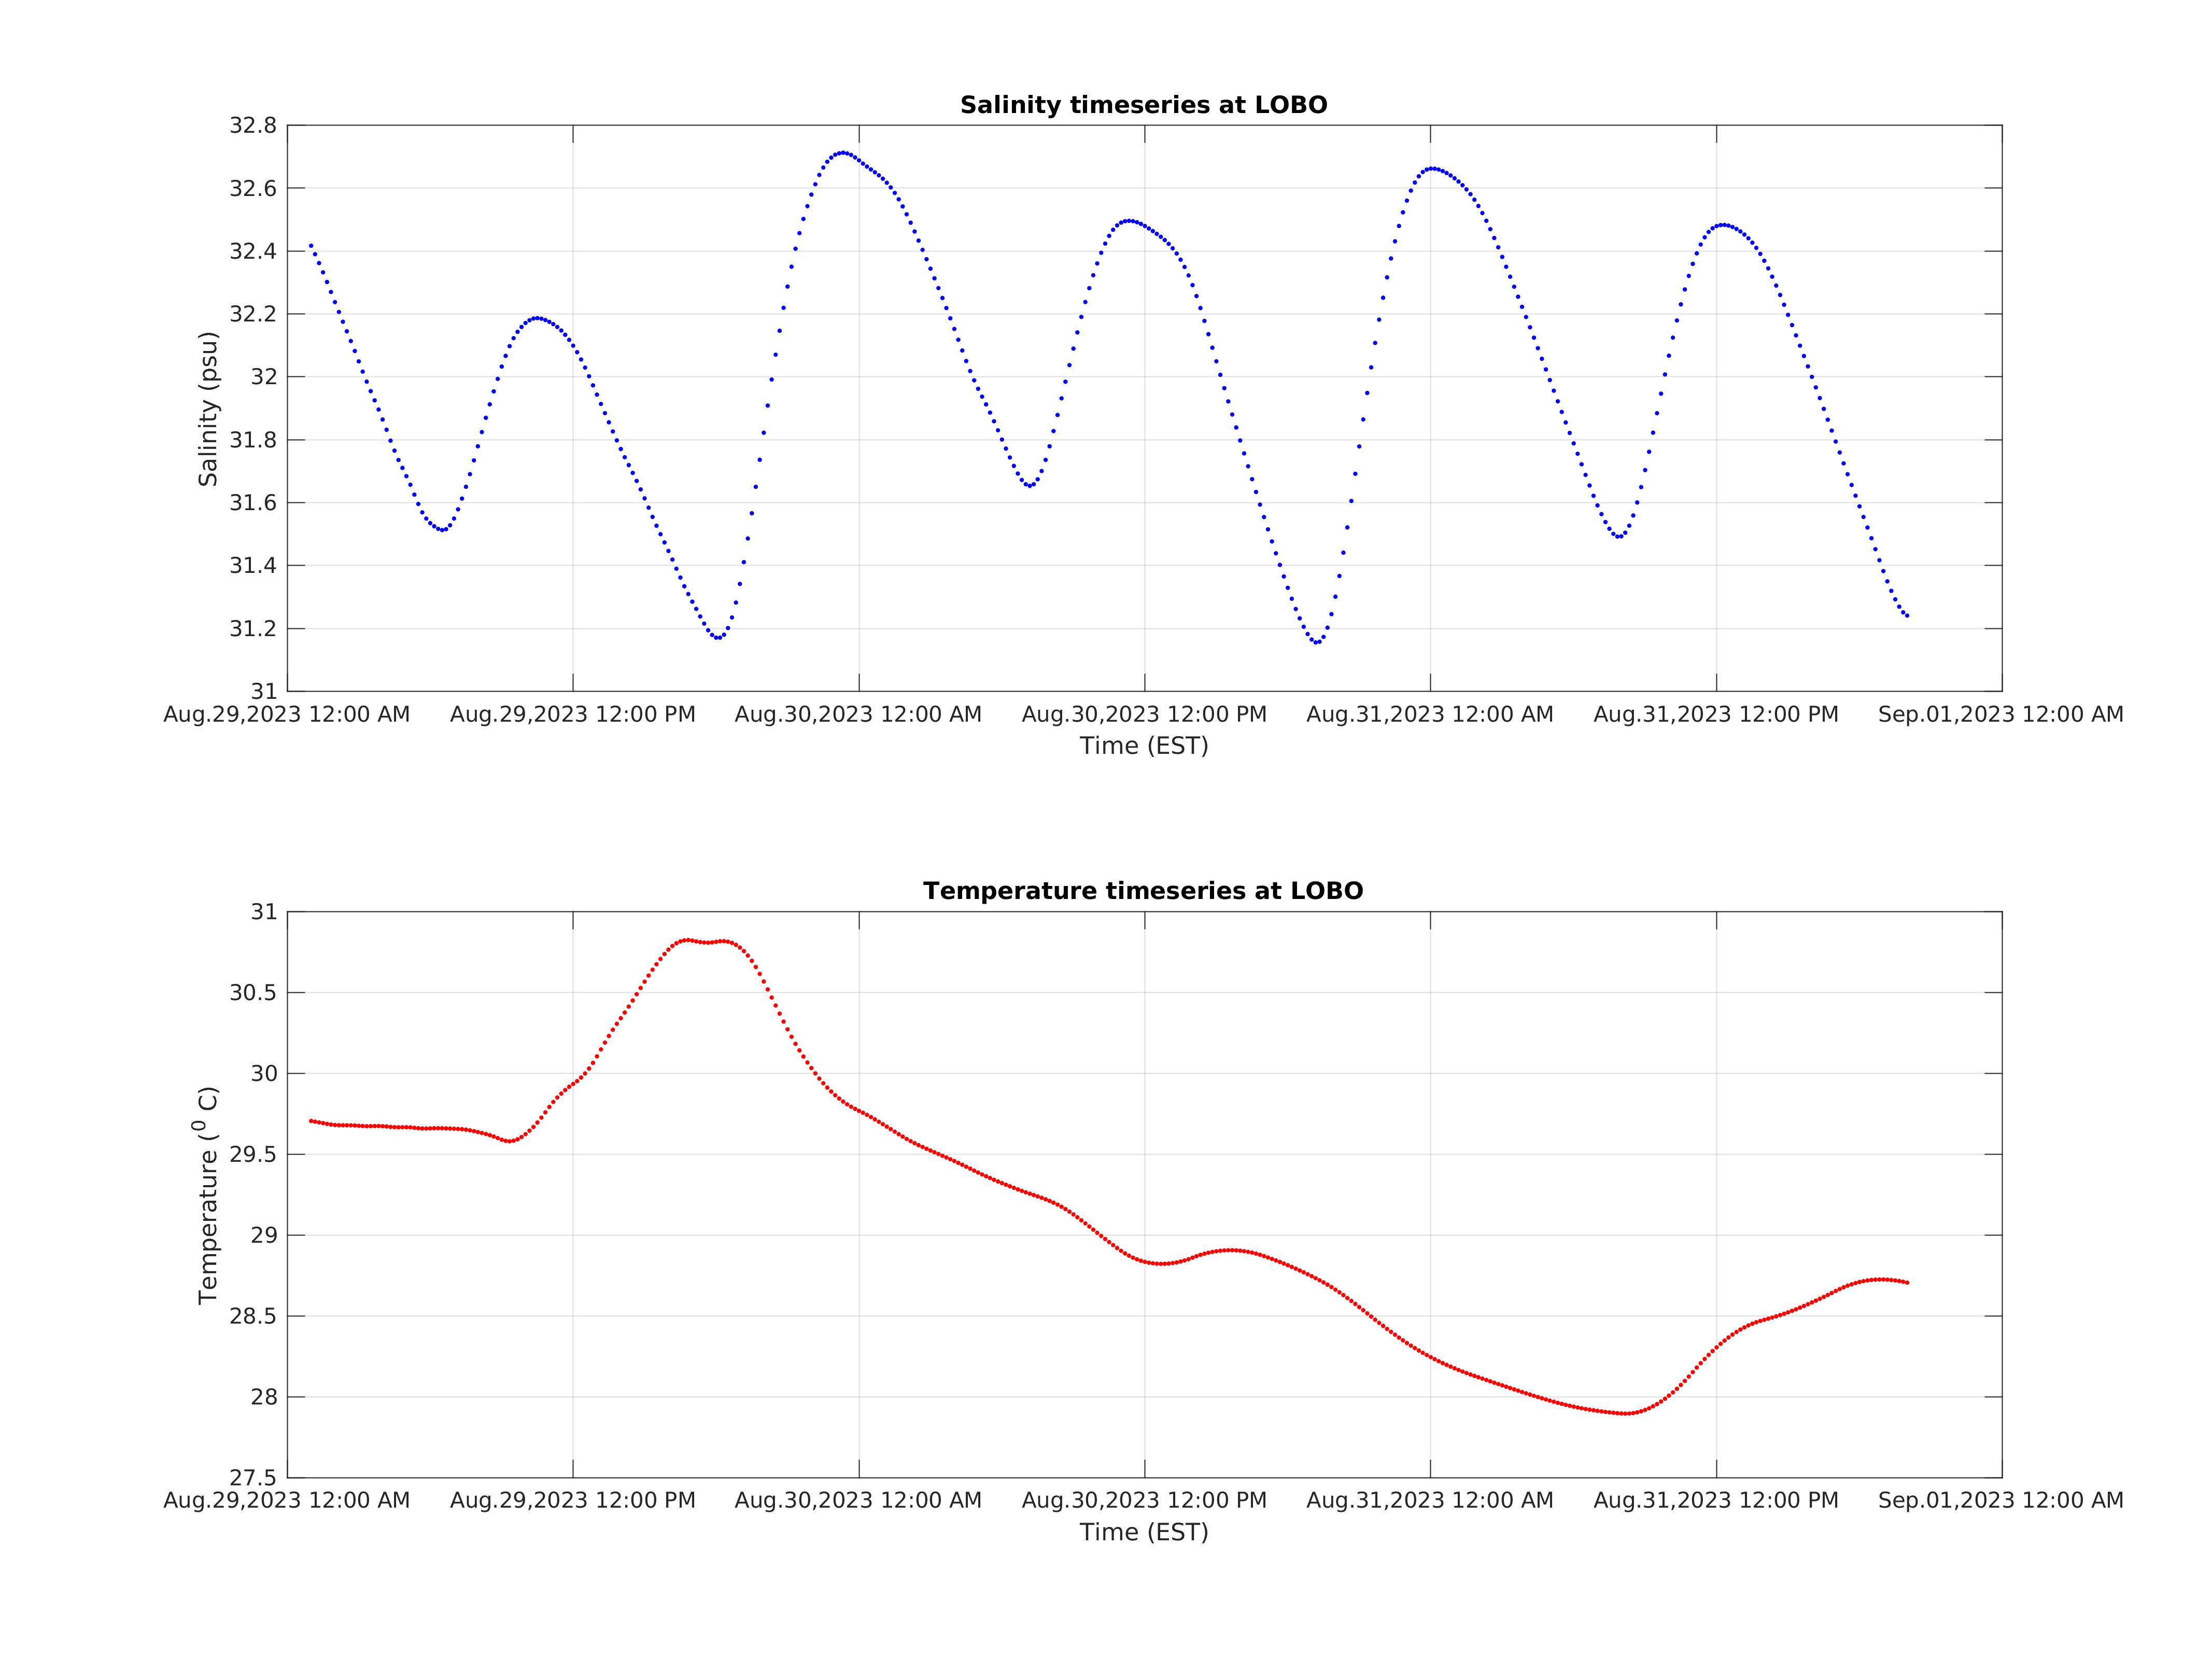 Salinity timeseries at LOBO
32.8
32.6
32.4
32.2
32
31.8
31.6
31.4
31.2
31
Salinity (psu)
Aug.29,2023 12:00 AM Aug.29,2023 12:00 PM Aug.30,2023 12:00 AM Aug.30,2023 12:00 PM Aug.31,2023 12:00 AM Aug.31,2023 12:00 PM Sep.01,2023 12:00 AM
Time (EST)
Temperature timeseries at LOBO
31
30.5
30
29.5
29
28.5
28
27.5
Temperature (⁰ C)
Aug.29,2023 12:00 AM Aug.29,2023 12:00 PM Aug.30,2023 12:00 AM Aug.30,2023 12:00 PM Aug.31,2023 12:00 AM Aug.31,2023 12:00 PM Sep.01,2023 12:00 AM
Time (EST)